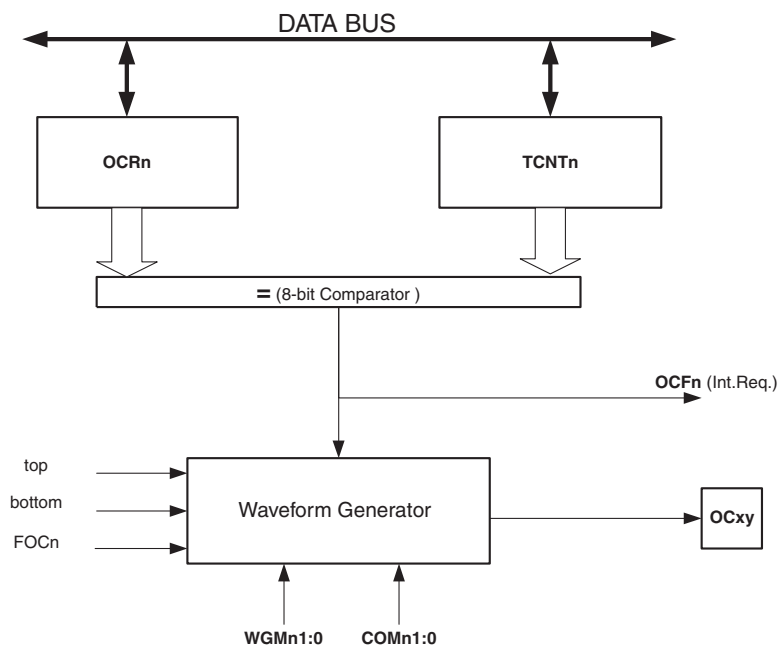 DATA BUS
OCRn
TCNTn
= (8-bit Comparator )
OCFn (Int.Req.)
top
bottom
FOCn
Waveform Generator
OCxy
WGMn1:0
COMn1:0